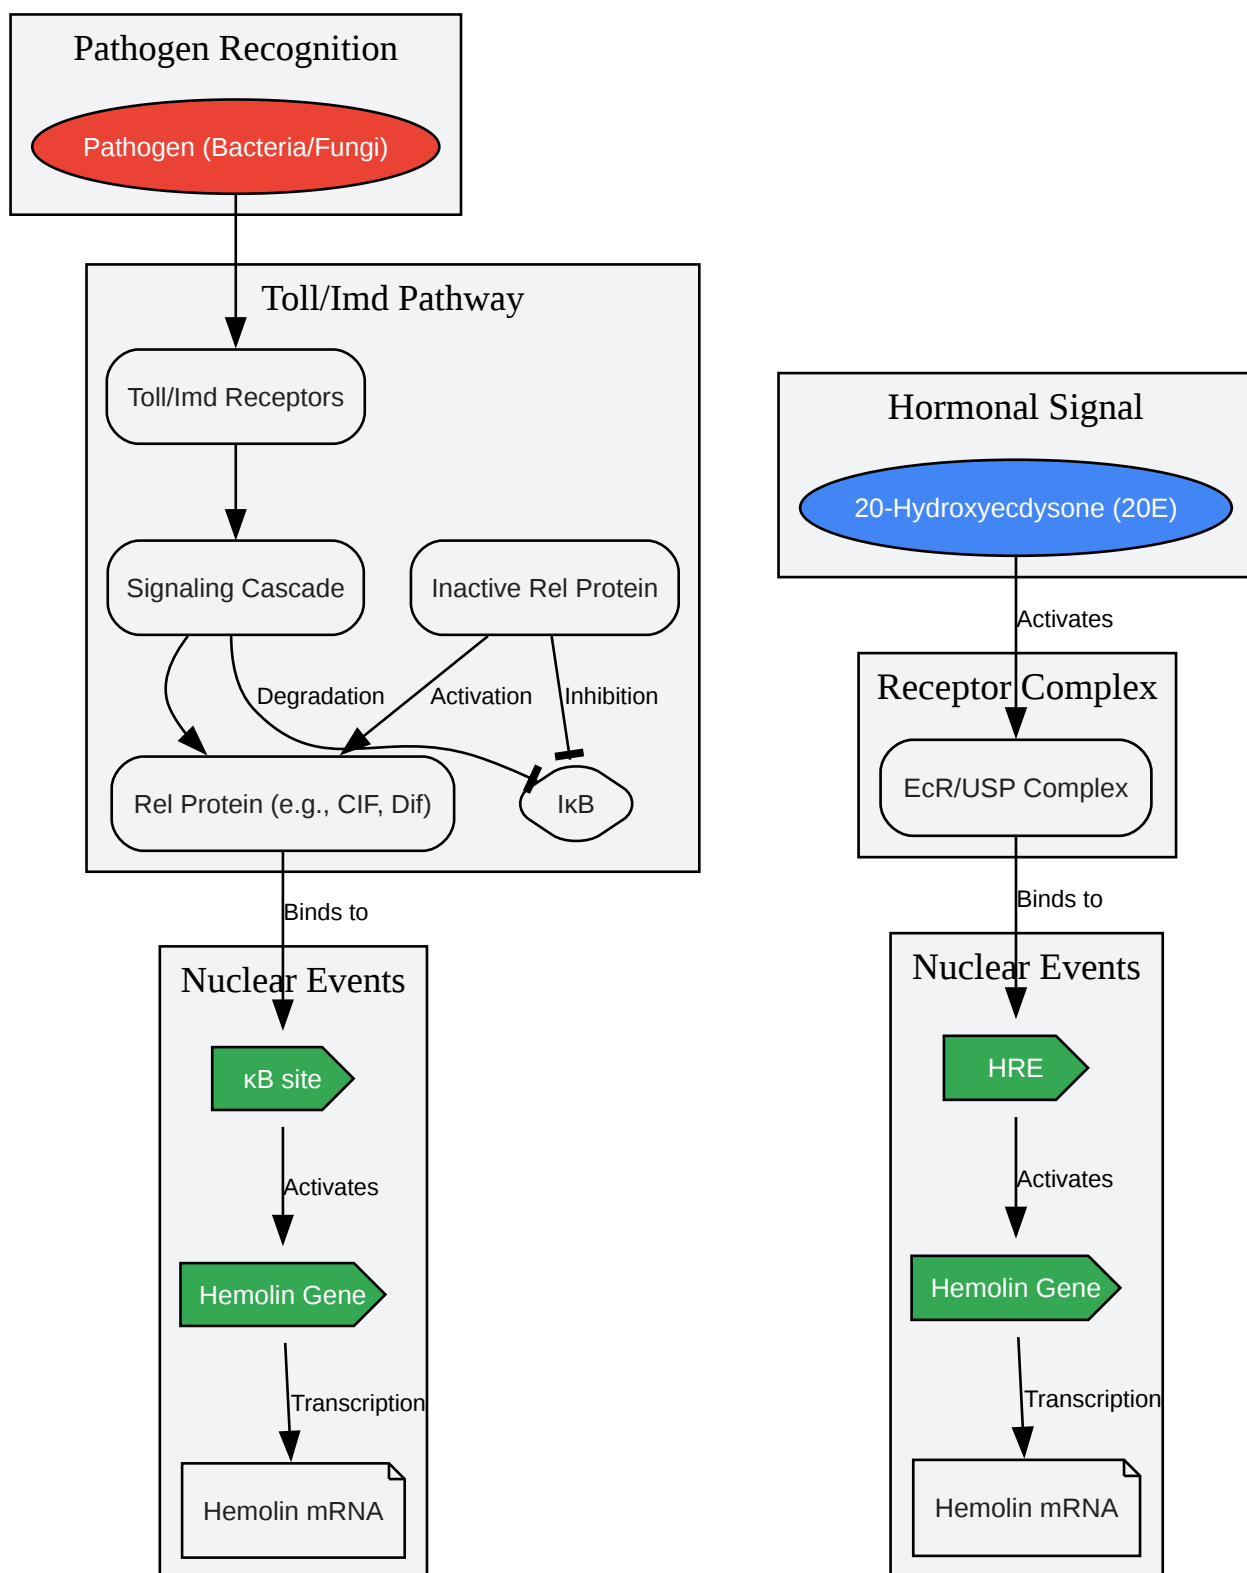 Pathogen Recognition
Pathogen (Bacteria/Fungi)
Toll/Imd Pathway
Toll/Imd Receptors
Signaling Cascade
Inactive Rel Protein
Degradation
Activation
Inhibition
Rel Protein (e.g., CIF, Dif)
IκB
Binds to
Nuclear Events
κB site
Activates
Hemolin Gene
Transcription
Hemolin mRNA
Hormonal Signal
20-Hydroxyecdysone (20E)
Activates
Receptor Complex
EcR/USP Complex
Binds to
Nuclear Events
HRE
Activates
Hemolin Gene
Transcription
Hemolin mRNA